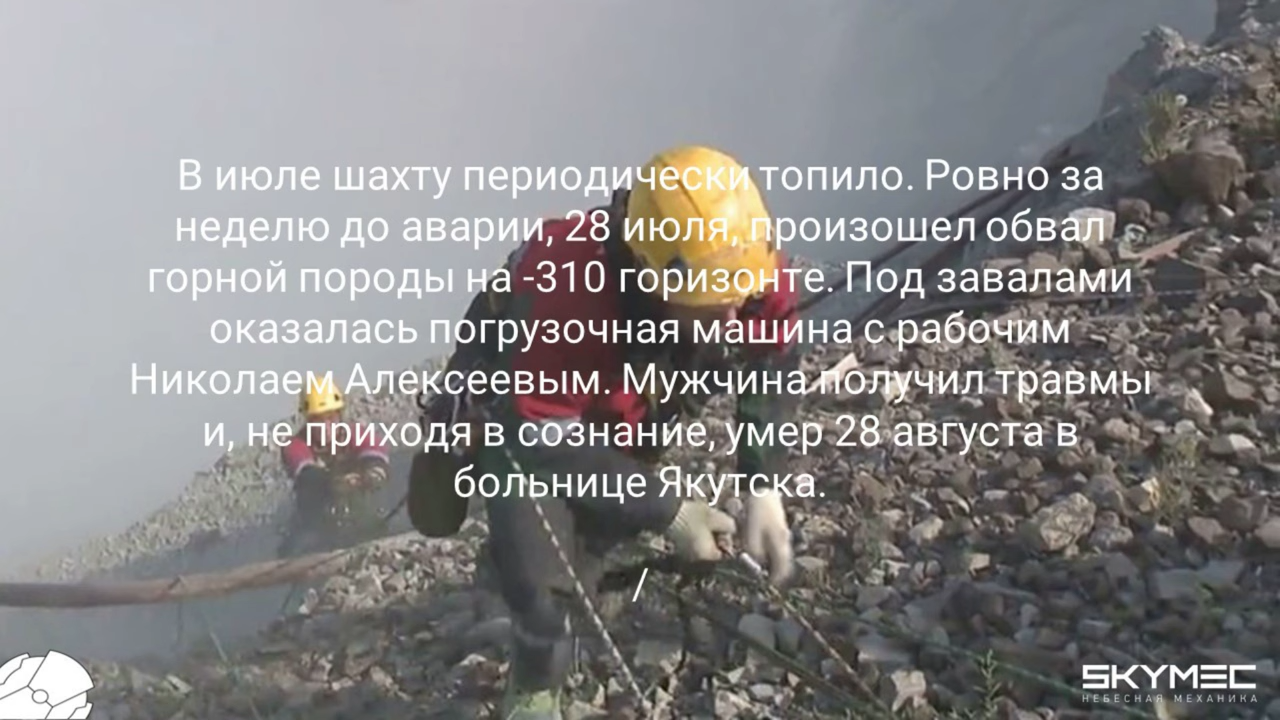 В июле шахту периодически топило. Ровно за
неделю до аварии, 28 июля, произошел обвал
горной породы на -310 горизонте. Под завалами
оказалась погрузочная машина с рабочим
Николаем Алексеевым. Мужчина получил травмы
и, не приходя в сознание, умер 28 августа в
больнице Якутска.
/
SKYMEC
НЕБЕСНАЯ МЕХАНИКА